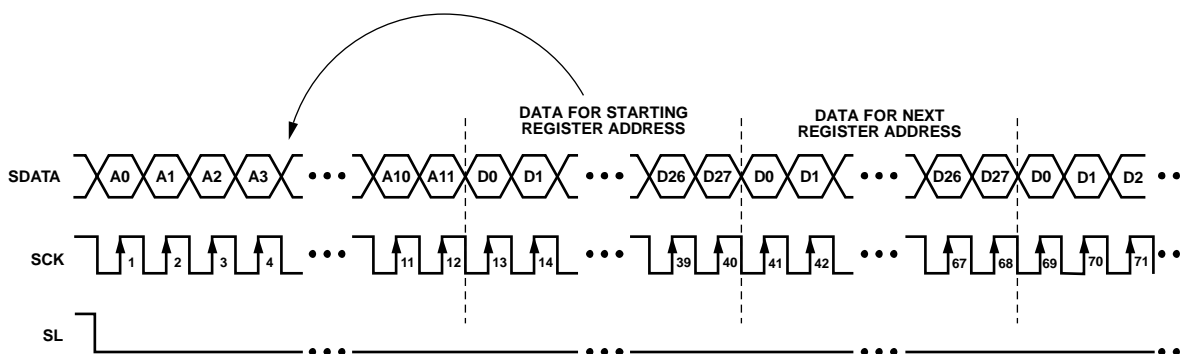 DATA FOR STARTING
REGISTER ADDRESS
DATA FOR NEXT
REGISTER ADDRESS
SDATA A0 A1 A2 A3 ••• A10 A11 D0 D1 ••• D26 D27 D0 D1 ••• D26 D27 D0 D1 D2 ••
SCK 1 2 3 4 ••• 11 12 13 14 ••• 39 40 41 42 ••• 67 68 69 70 71 ••
SL ••• ••• ••• ••• ••